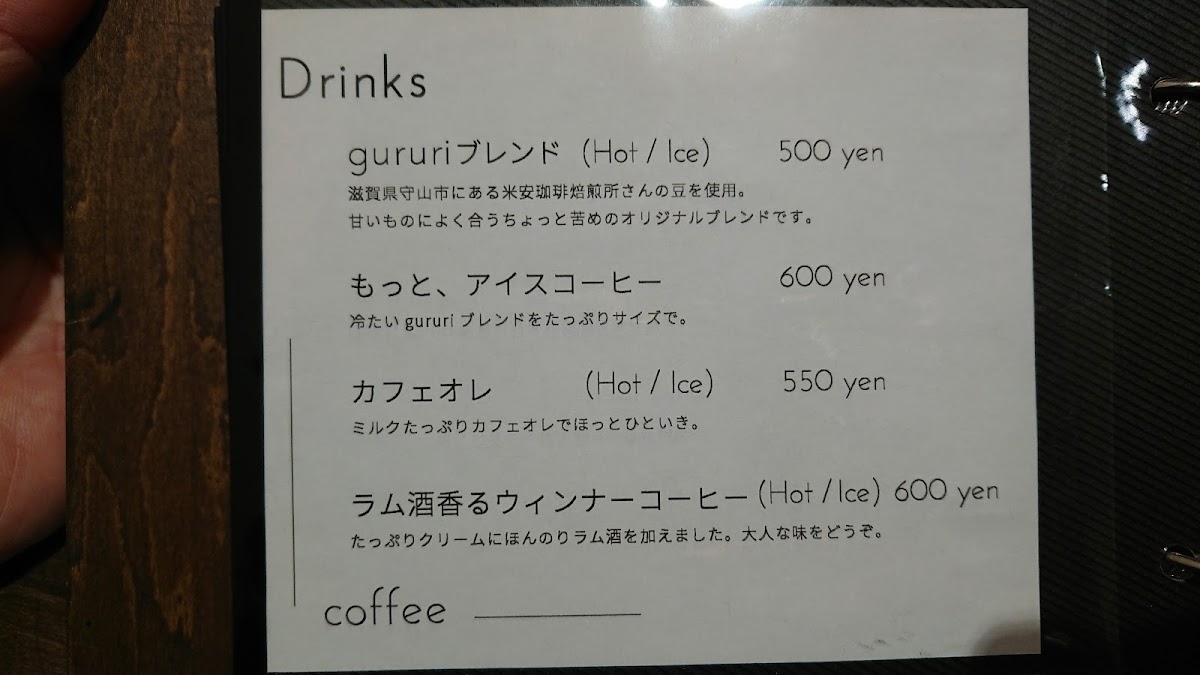 Drinks
gururiブレンド (Hot / Ice) 500 yen
滋賀県守山市にある米安珈琲焙煎所さんの豆を使用。
甘いものによく合うちょっと苦めのオリジナルブレンドです。
もっと、アイスコーヒー 600 yen
冷たい gururi ブレンドをたっぷりサイズで。
カフェオレ (Hot / Ice) 550 yen
ミルクたっぷりカフェオレでほっとひといき。
ラム酒香るウィンナーコーヒー (Hot / Ice) 600 yen
たっぷりクリームにほんのりラム酒を加えました。大人な味をどうぞ。
coffee